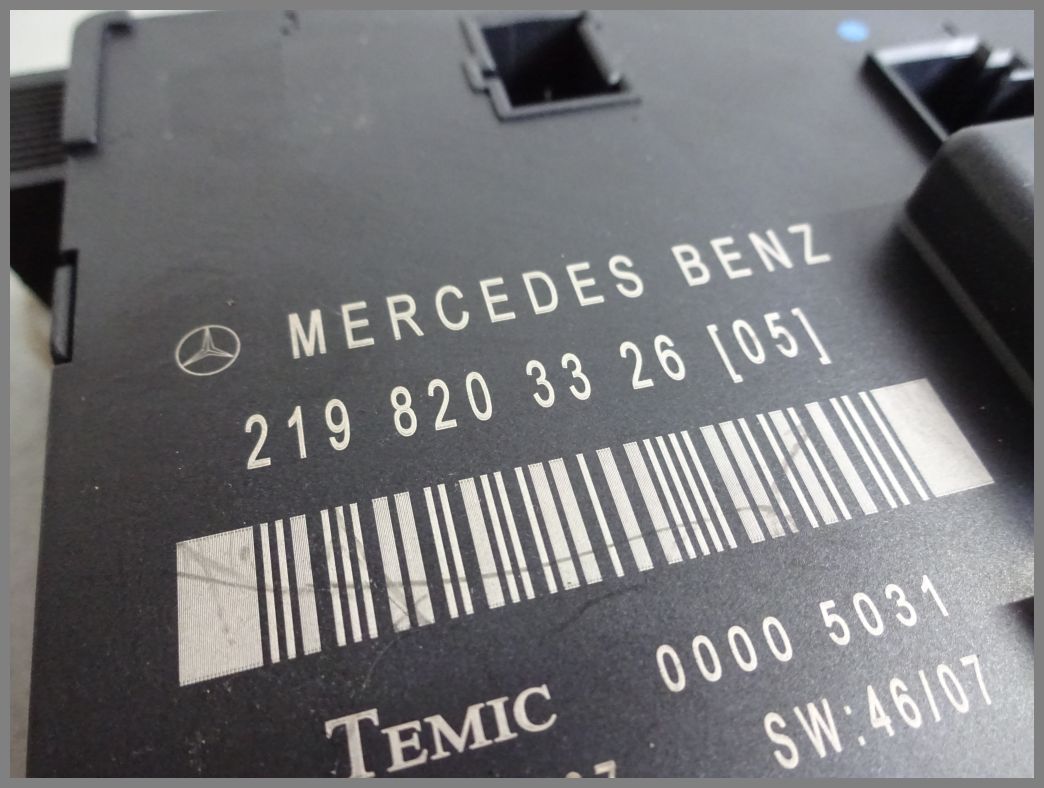 MERCEDES BENZ
219 820 33 26 [05]
TEMIC 0000 5031
SW:46/07